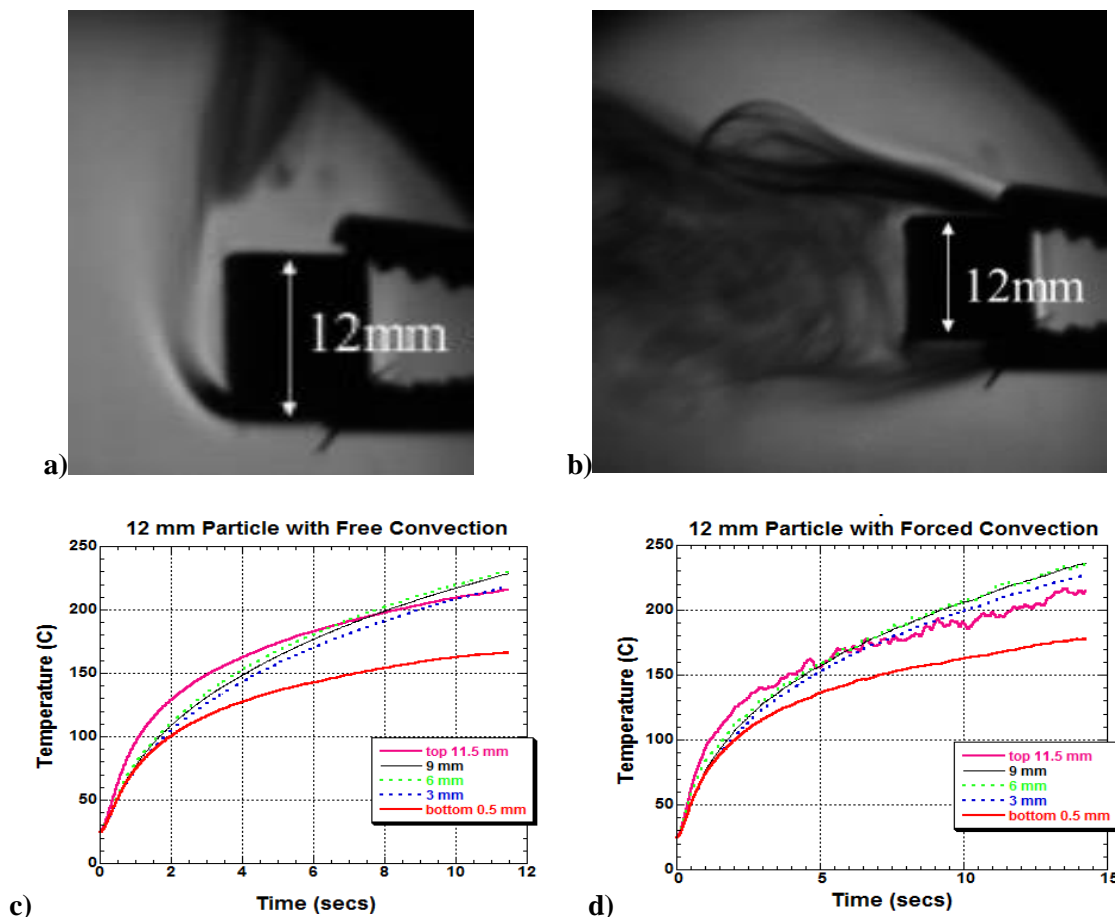 12mm
12mm
a)
b)
12 mm Particle with Free Convection
250
200
150
100
50
0
Temperature (C)
top 11.5 mm
9 mm
6 mm
3 mm
bottom 0.5 mm
0 2 4 6 8 10 12
Time (secs)
c)
12 mm Particle with Forced Convection
250
200
150
100
50
0
Temperature (C)
top 11.5 mm
9 mm
6 mm
3 mm
bottom 0.5 mm
0 5 10 15
Time (secs)
d)